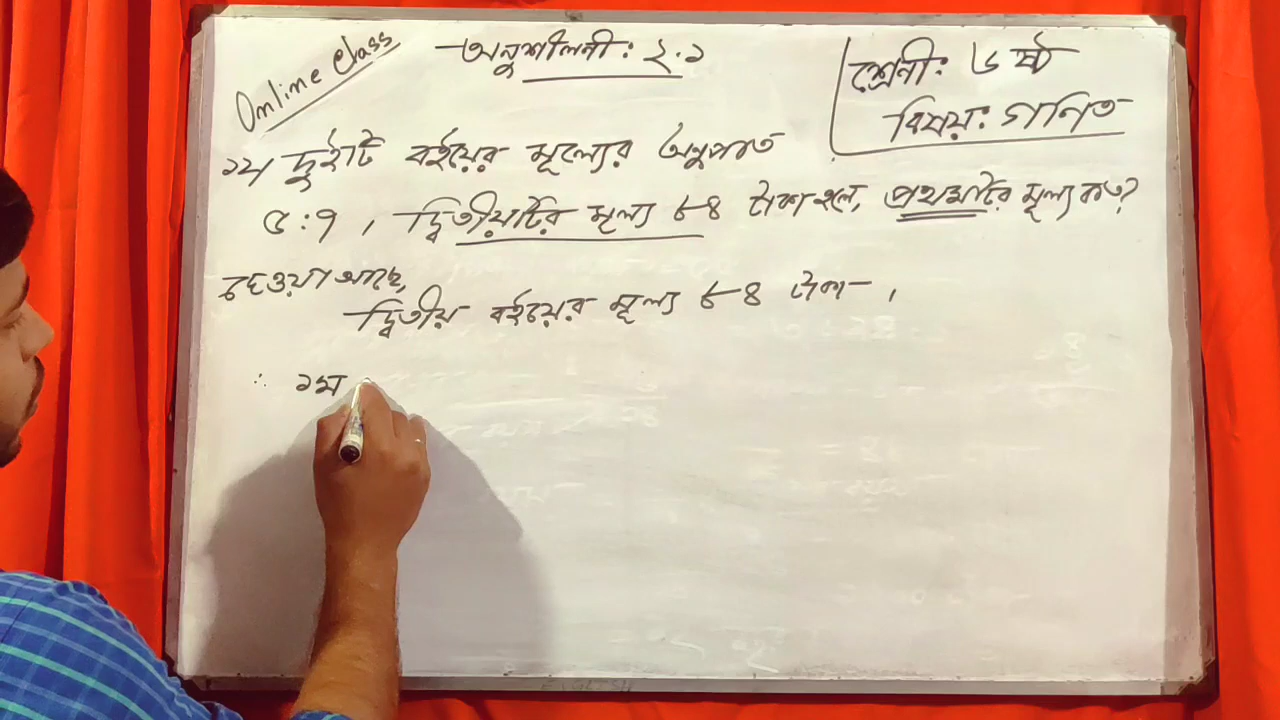 Online Class
অনুশীলনী: ২.১
শ্রেনী: ৬ষ্ঠ
বিষয়: গণিত
১২। দুইটি বইয়ের মূল্যের অনুপাত
৫:৭, দ্বিতীয়টির মূল্য ৮৪ টাকা হলে, প্রথমটির মূল্য কত?
দেওয়া আছে,
দ্বিতীয় বইয়ের মূল্য ৮৪ টাকা,
∴ ১ম